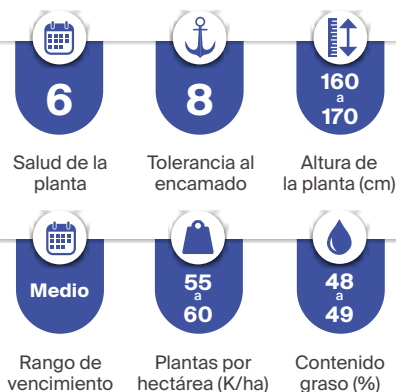 6
Salud de la
planta
8
Tolerancia al
encamado
160
a
170
Altura de
la planta (cm)
Medio
Rango de
vencimiento
55
a
60
Plantas por
hectárea (K/ha)
48
a
49
Contenido
graso (%)